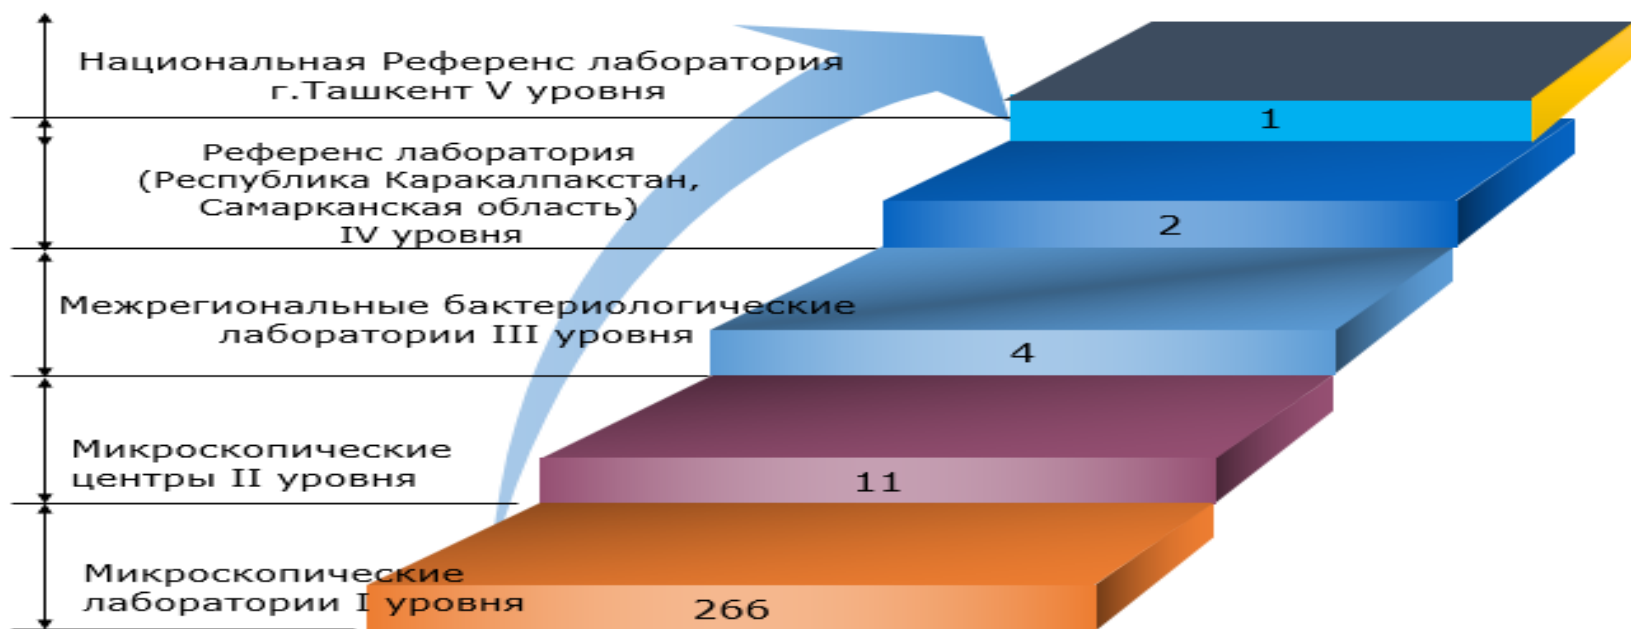 Национальная Референс лаборатория
г.Ташкент V уровня
1
Референс лаборатория
(Республика Каракалпакстан,
Самарканская область)
IV уровня
2
Межрегиональные бактериологические
лаборатории III уровня
4
Микроскопические
центры II уровня
11
Микроскопические
лаборатории I уровня
266